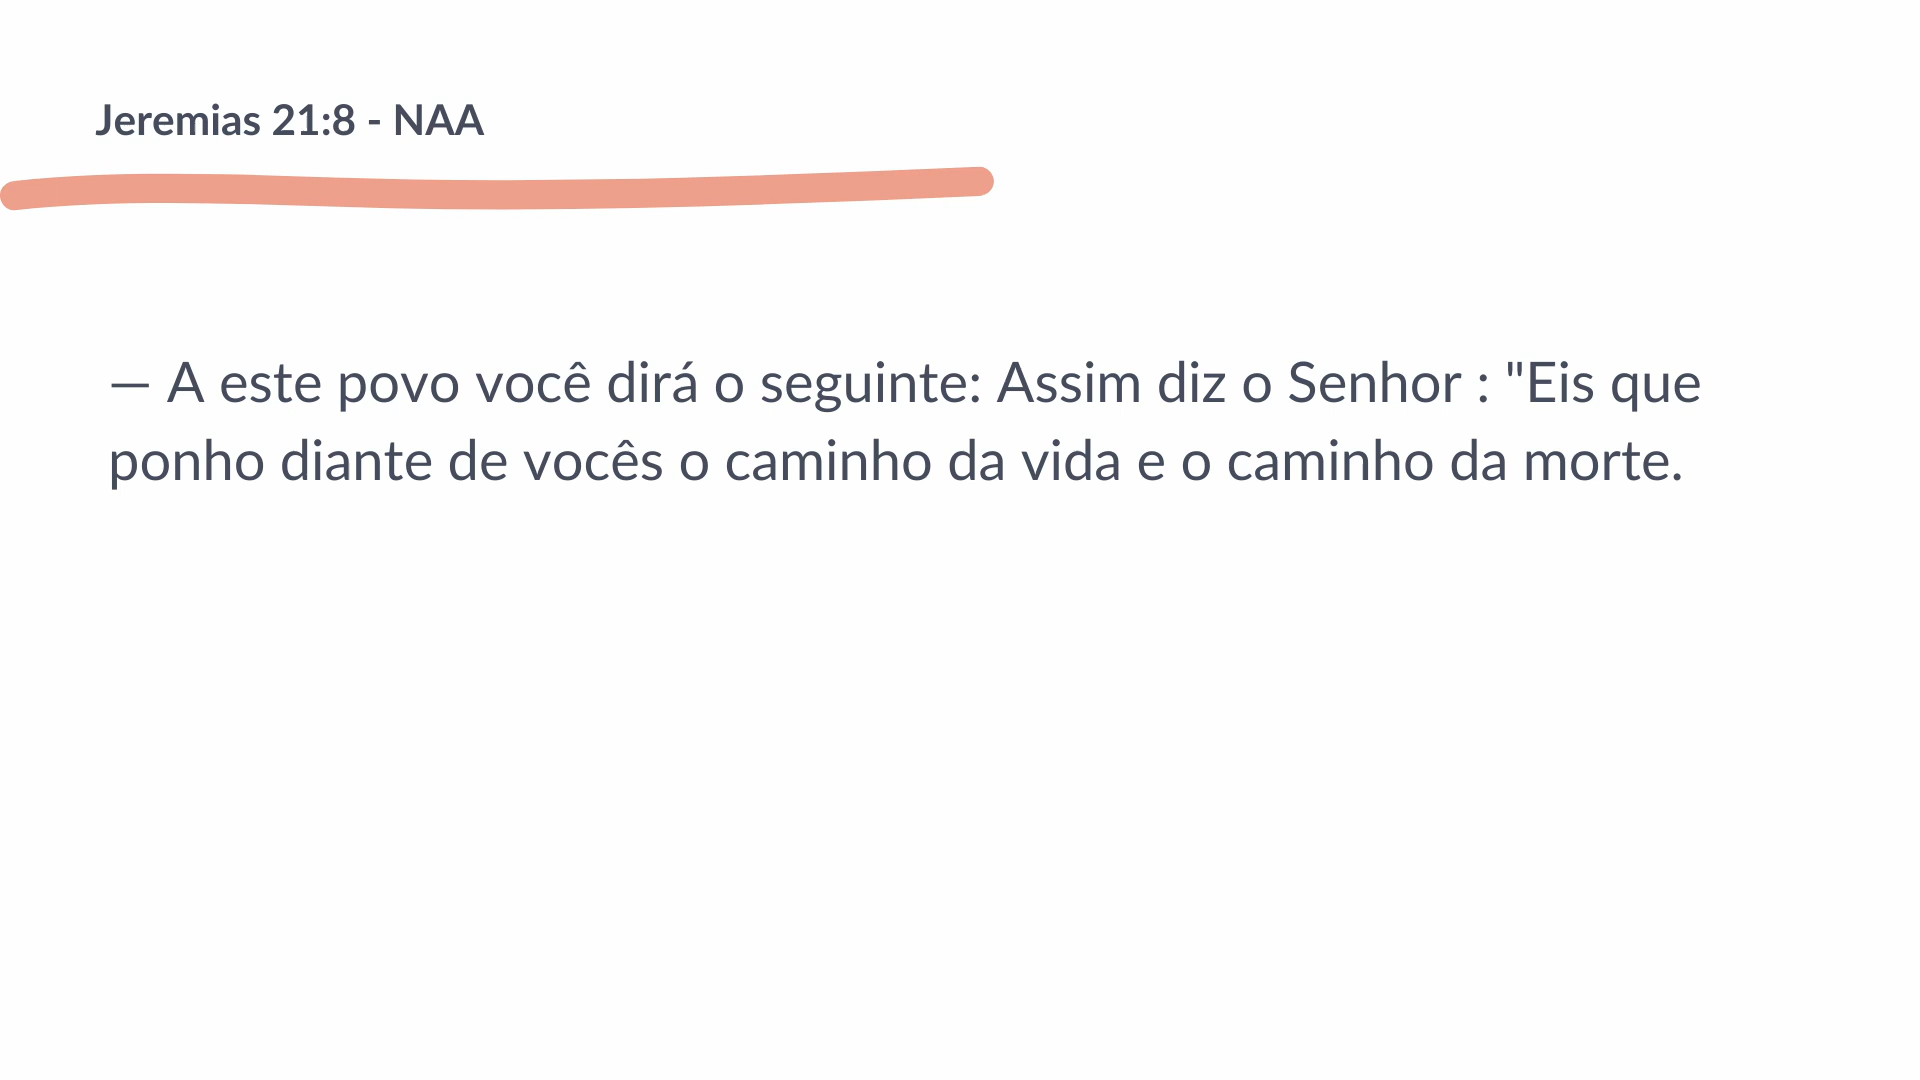 Jeremias 21:8 - NAA
— A este povo você dirá o seguinte: Assim diz o Senhor : "Eis que
ponho diante de vocês o caminho da vida e o caminho da morte.